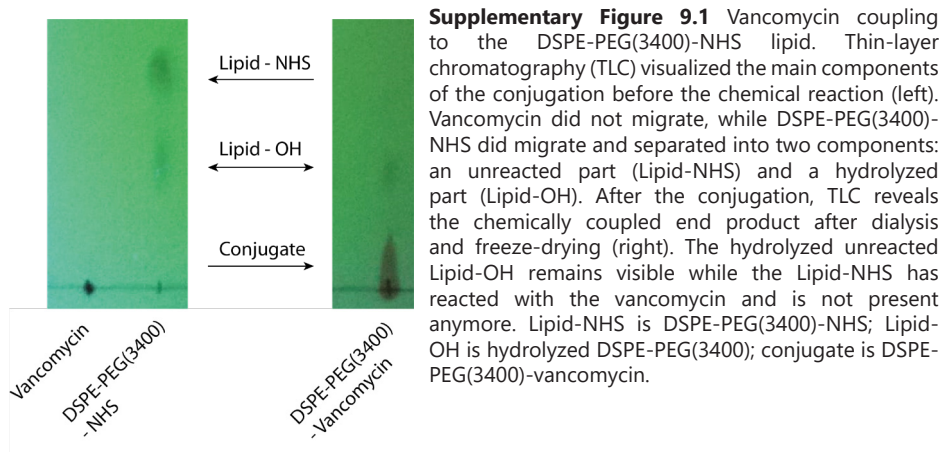 Lipid - NHS
Lipid - OH
Conjugate
Vancomycin
DSPE-PEG(3400)
- NHS
DSPE-PEG(3400)
- Vancomycin
Supplementary Figure 9.1 Vancomycin coupling
to the DSPE-PEG(3400)-NHS lipid. Thin-layer
chromatography (TLC) visualized the main components
of the conjugation before the chemical reaction (left).
Vancomycin did not migrate, while DSPE-PEG(3400)-
NHS did migrate and separated into two components:
an unreacted part (Lipid-NHS) and a hydrolyzed
part (Lipid-OH). After the conjugation, TLC reveals
the chemically coupled end product after dialysis
and freeze-drying (right). The hydrolyzed unreacted
Lipid-OH remains visible while the Lipid-NHS has
reacted with the vancomycin and is not present
anymore. Lipid-NHS is DSPE-PEG(3400)-NHS; Lipid-
OH is hydrolyzed DSPE-PEG(3400); conjugate is DSPE-
PEG(3400)-vancomycin.